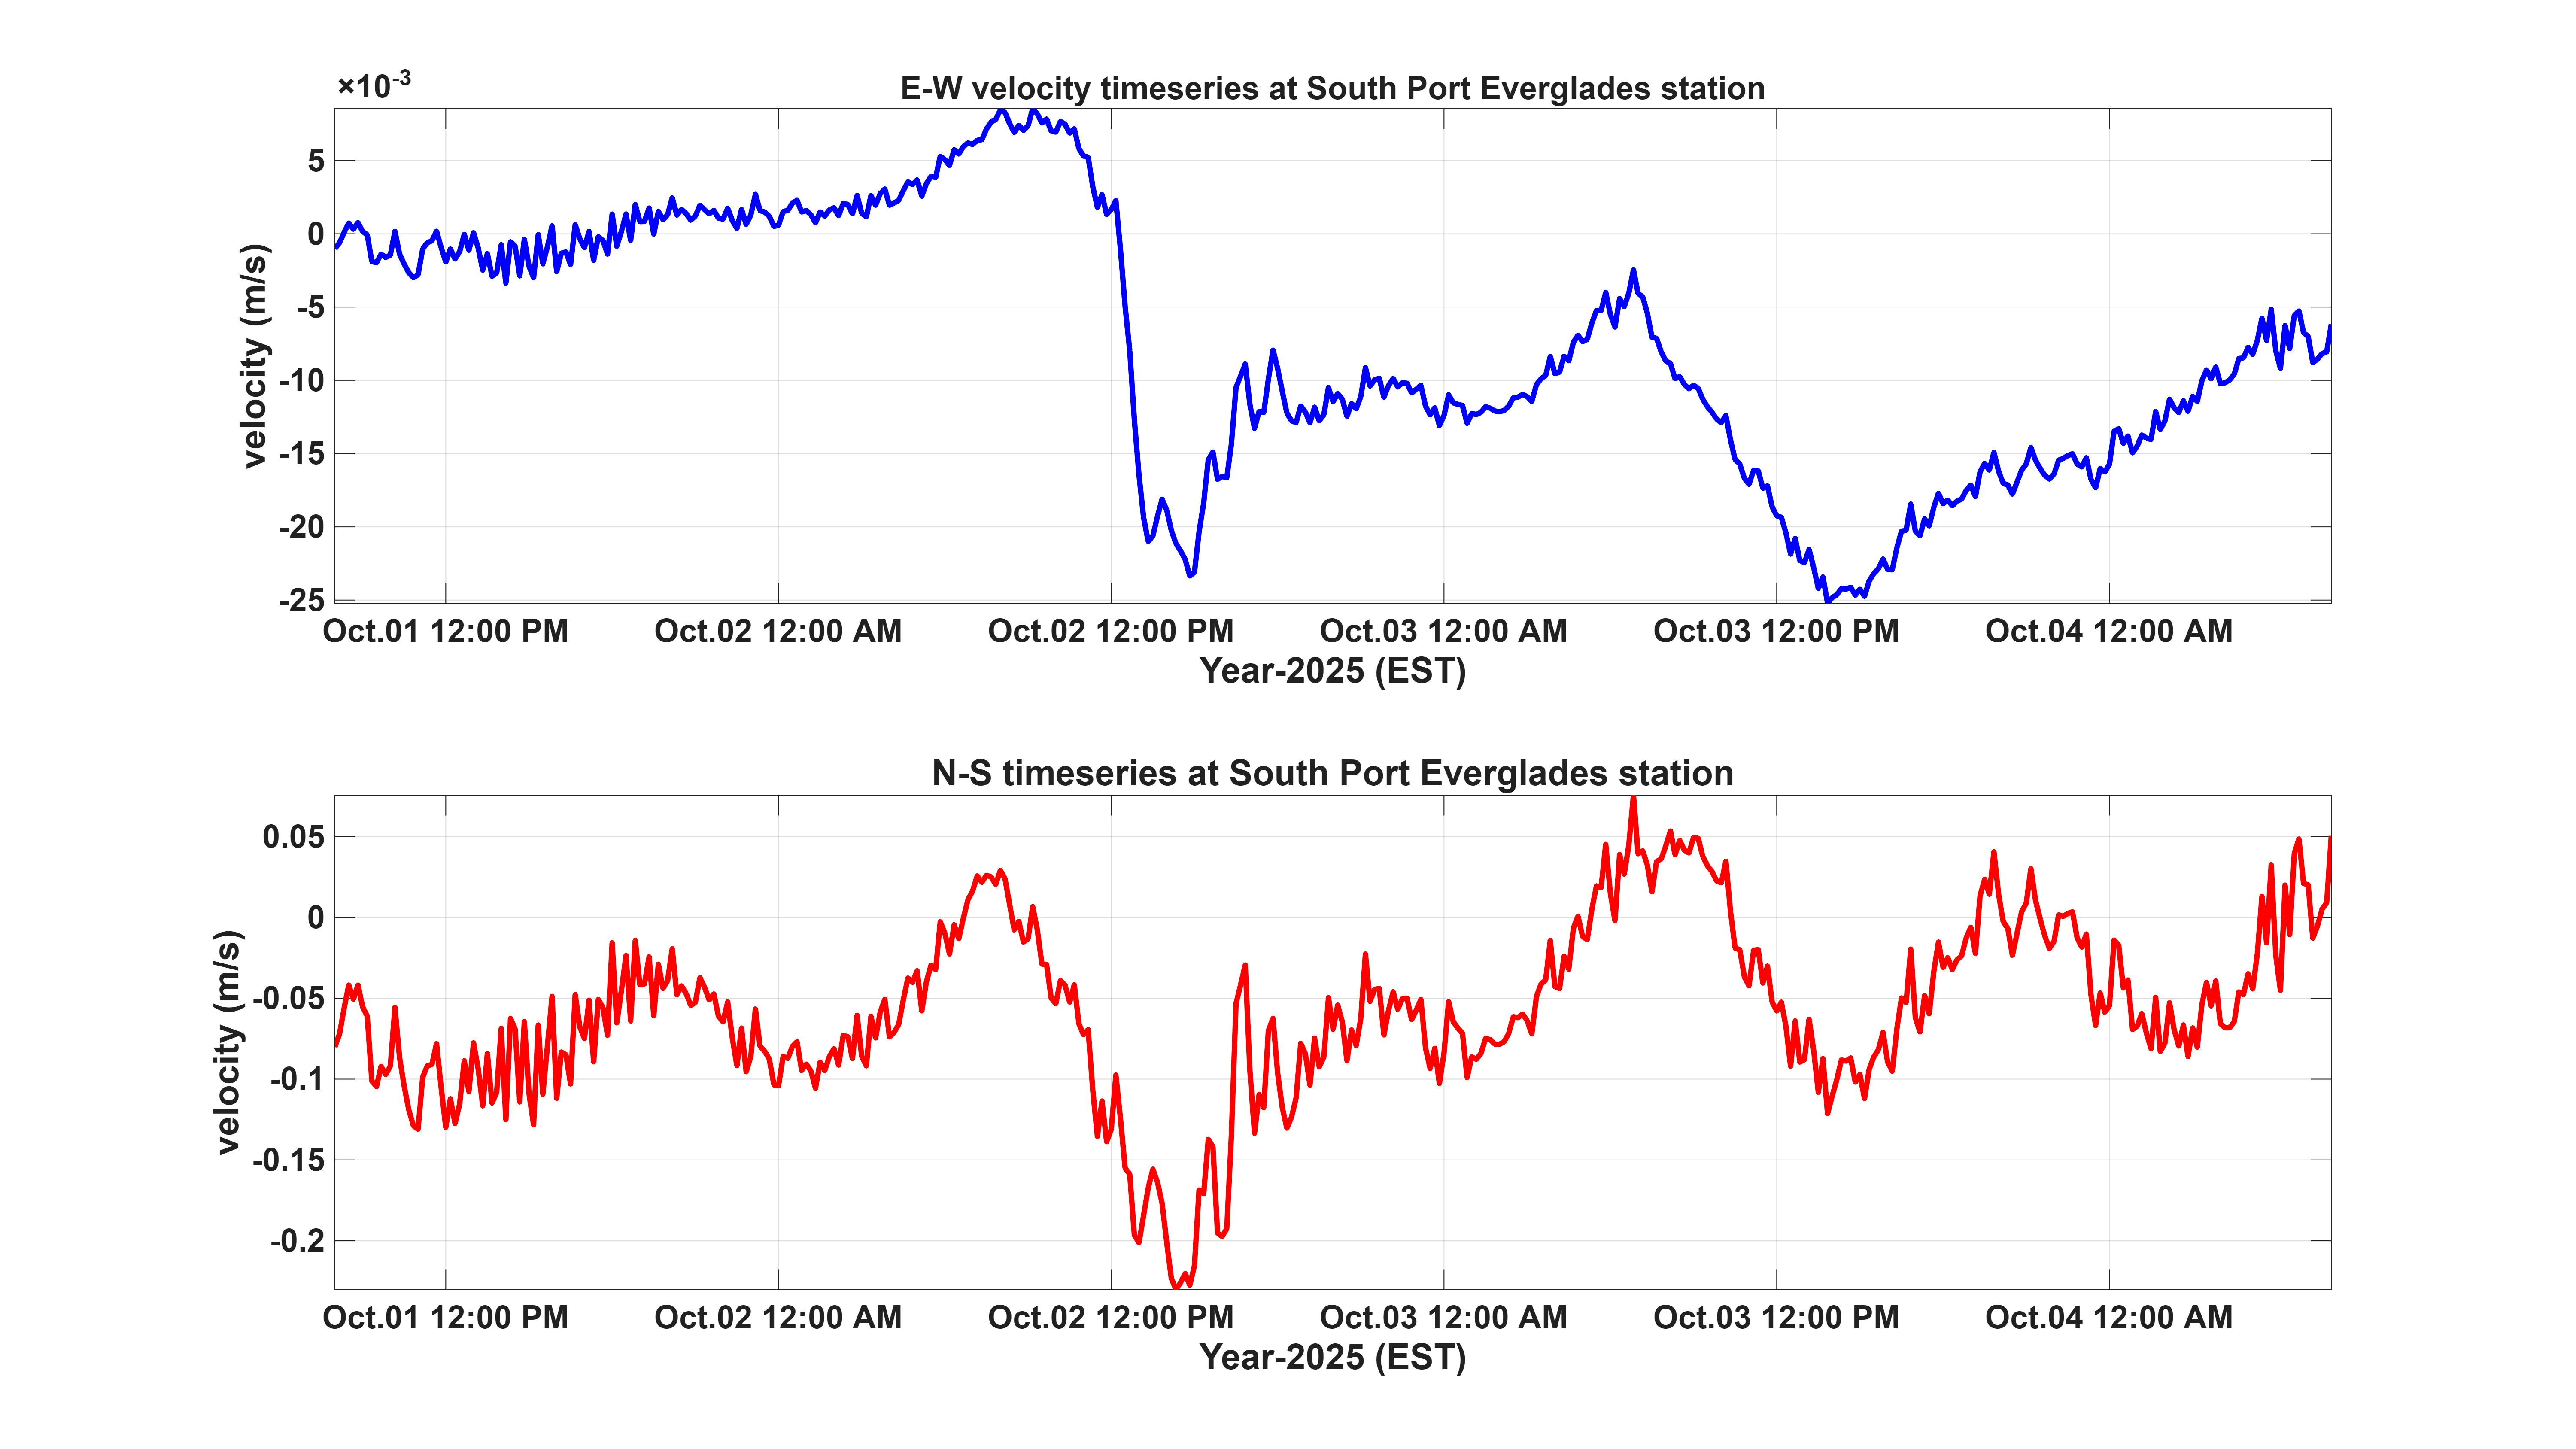 ×10-3
E-W velocity timeseries at South Port Everglades station
velocity (m/s)
5
0
-5
-10
-15
-20
-25
Oct.01 12:00 PM Oct.02 12:00 AM Oct.02 12:00 PM Oct.03 12:00 AM Oct.03 12:00 PM Oct.04 12:00 AM
Year-2025 (EST)
N-S timeseries at South Port Everglades station
velocity (m/s)
0.05
0
-0.05
-0.1
-0.15
-0.2
Oct.01 12:00 PM Oct.02 12:00 AM Oct.02 12:00 PM Oct.03 12:00 AM Oct.03 12:00 PM Oct.04 12:00 AM
Year-2025 (EST)